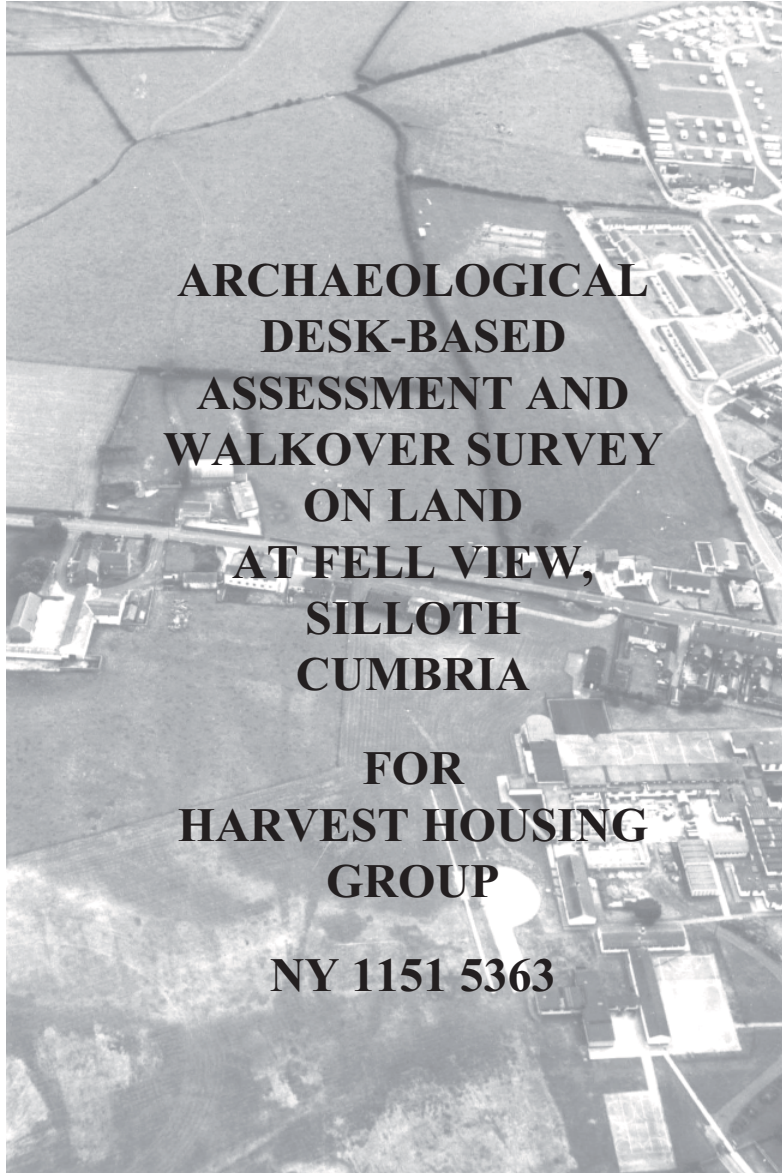 ARCHAEOLOGICAL
DESK-BASED
ASSESSMENT AND
WALKOVER SURVEY
ON LAND
AT FELL VIEW,
SILLOTH
CUMBRIA
FOR
HARVEST HOUSING
GROUP
NY 1151 5363